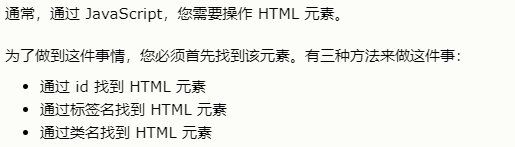 通常，通过 JavaScript，您需要操作 HTML 元素。
为了做到这件事情，您必须首先找到该元素。有三种方法来做这件事：
• 通过 id 找到 HTML 元素
• 通过标签名找到 HTML 元素
• 通过类名找到 HTML 元素